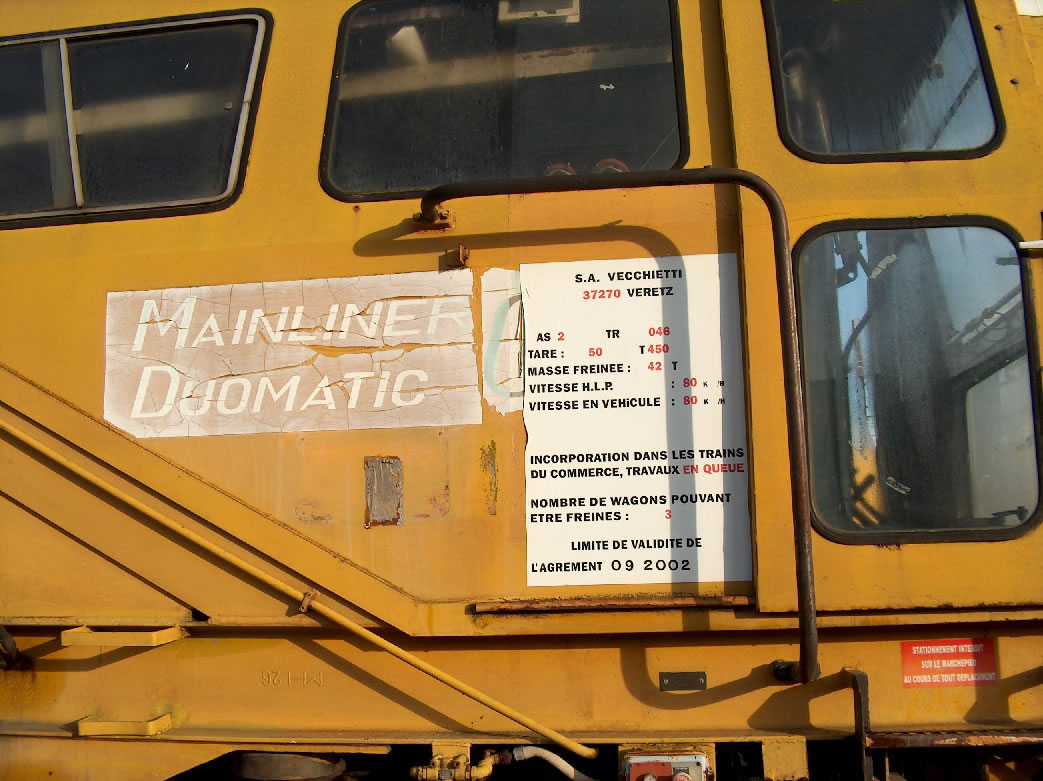 MAINLINER
DUOMATIC
S.A. VECCHIETTI
37270 VERETZ
AS 2 TR 046
TARE : 50 T 450
MASSE FREINEE : 42 T
VITESSE H.L.P. : 80 K /H
VITESSE EN VEHiCULE : 80 K /H
INCORPORATION DANS LES TRAINS
DU COMMERCE, TRAVAUX EN QUEUE
NOMBRE DE WAGONS POUVANT
ETRE FREINES : 3
LIMITE DE VALIDITE DE
L'AGREMENT 09 2002
STATIONNEMENT INTERDIT
SUR LE MARCHEPIED
AU COURS DE TOUT DEPLACEMENT